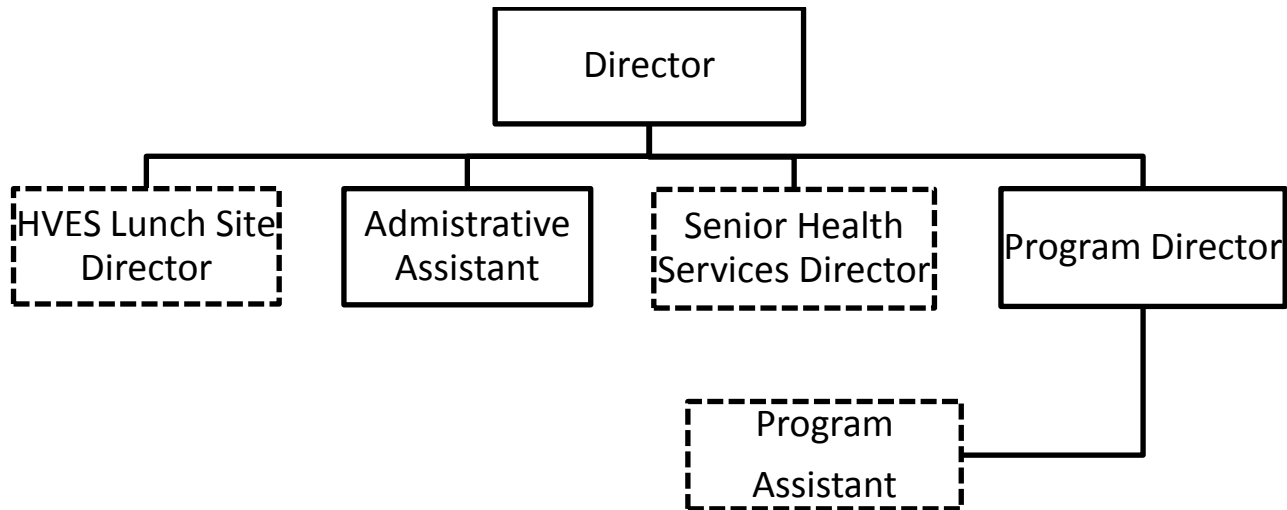 Director
HVES Lunch Site
Director
Admistrative
Assistant
Senior Health
Services Director
Program Director
Program
Assistant